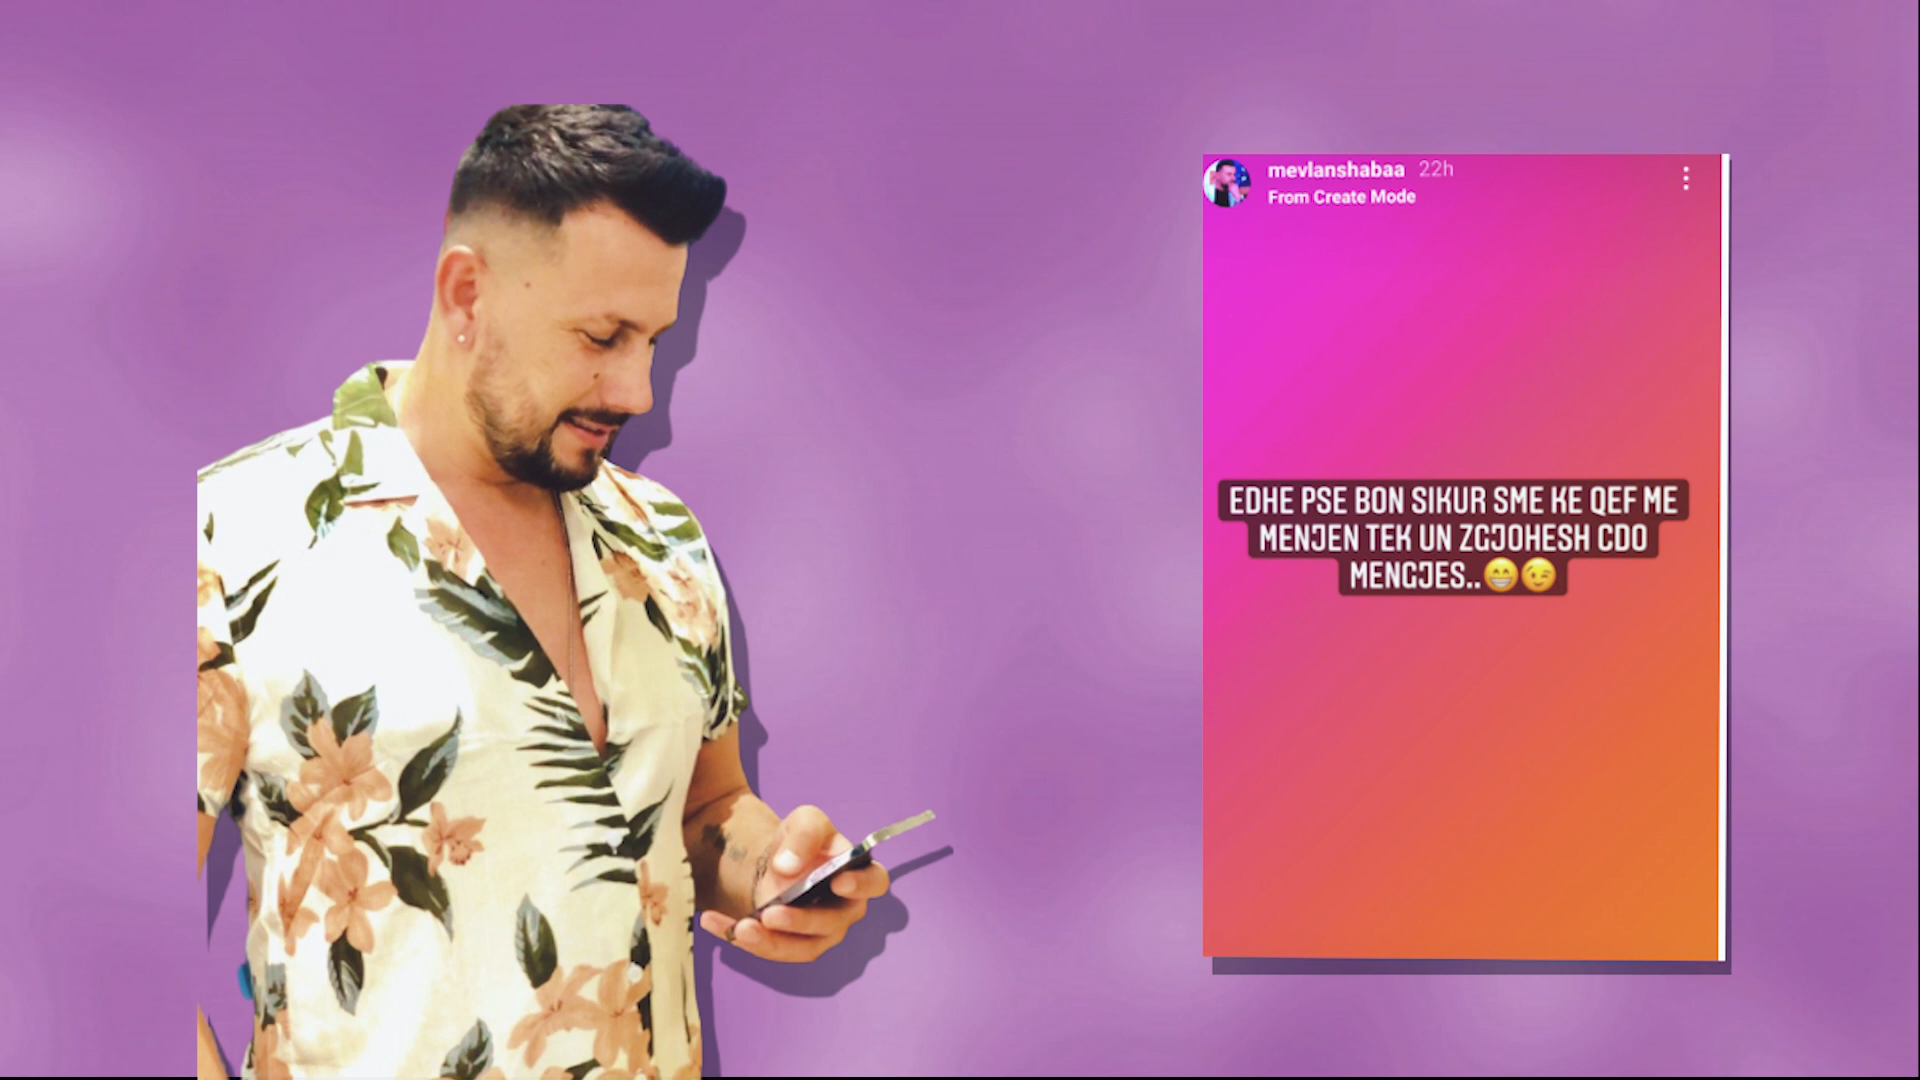 mevlanshabaa 22h
From Create Mode
EDHE PSE BON SIKUR SME KE QEF ME
MENJEN TEK UN ZGJOHESH CDO
MENGJES..😁😉